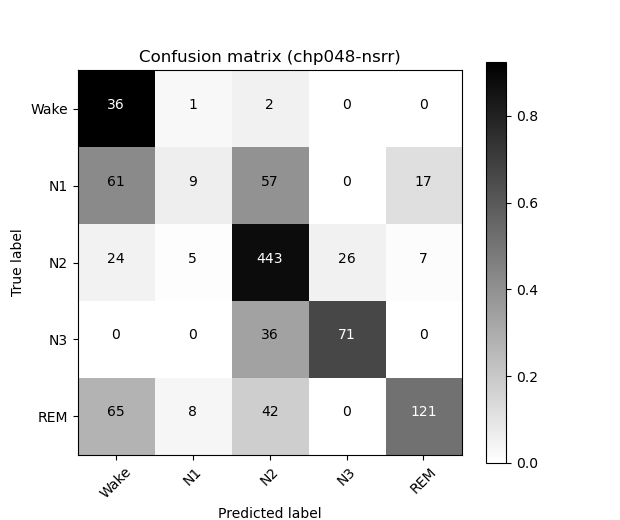 Confusion matrix (chp048-nsrr)
Wake 36 1 2 0 0
N1 61 9 57 0 17
N2 24 5 443 26 7
N3 0 0 36 71 0
REM 65 8 42 0 121
Wake N1 N2 N3 REM
Predicted label
True label
0.8
0.6
0.4
0.2
0.0